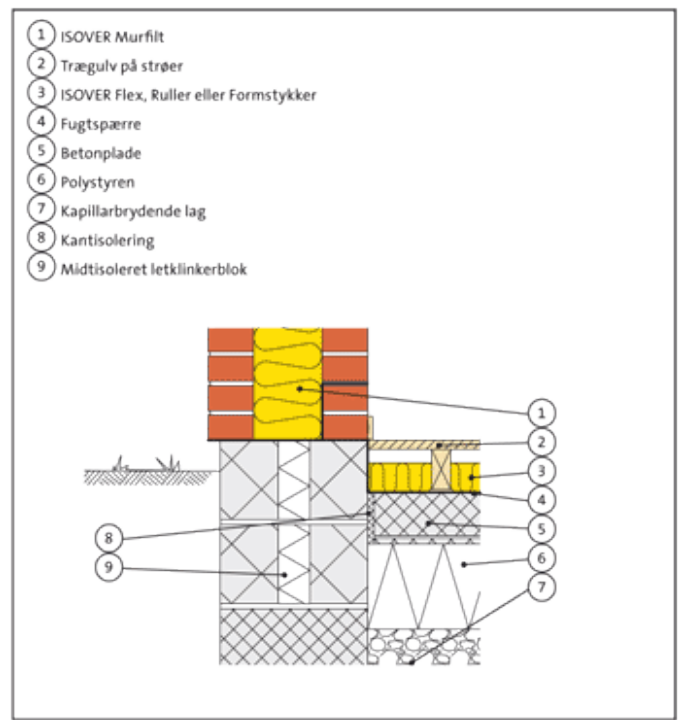 1 ISOVER Murfilt
2 Trægulv på strøer
3 ISOVER Flex, Ruller eller Formstykker
4 Fugtspærre
5 Betonplade
6 Polystyren
7 Kapillarbrydende lag
8 Kantisolering
9 Midtisoleret letklinkerblok
1
2
3
4
5
6
7
8
9